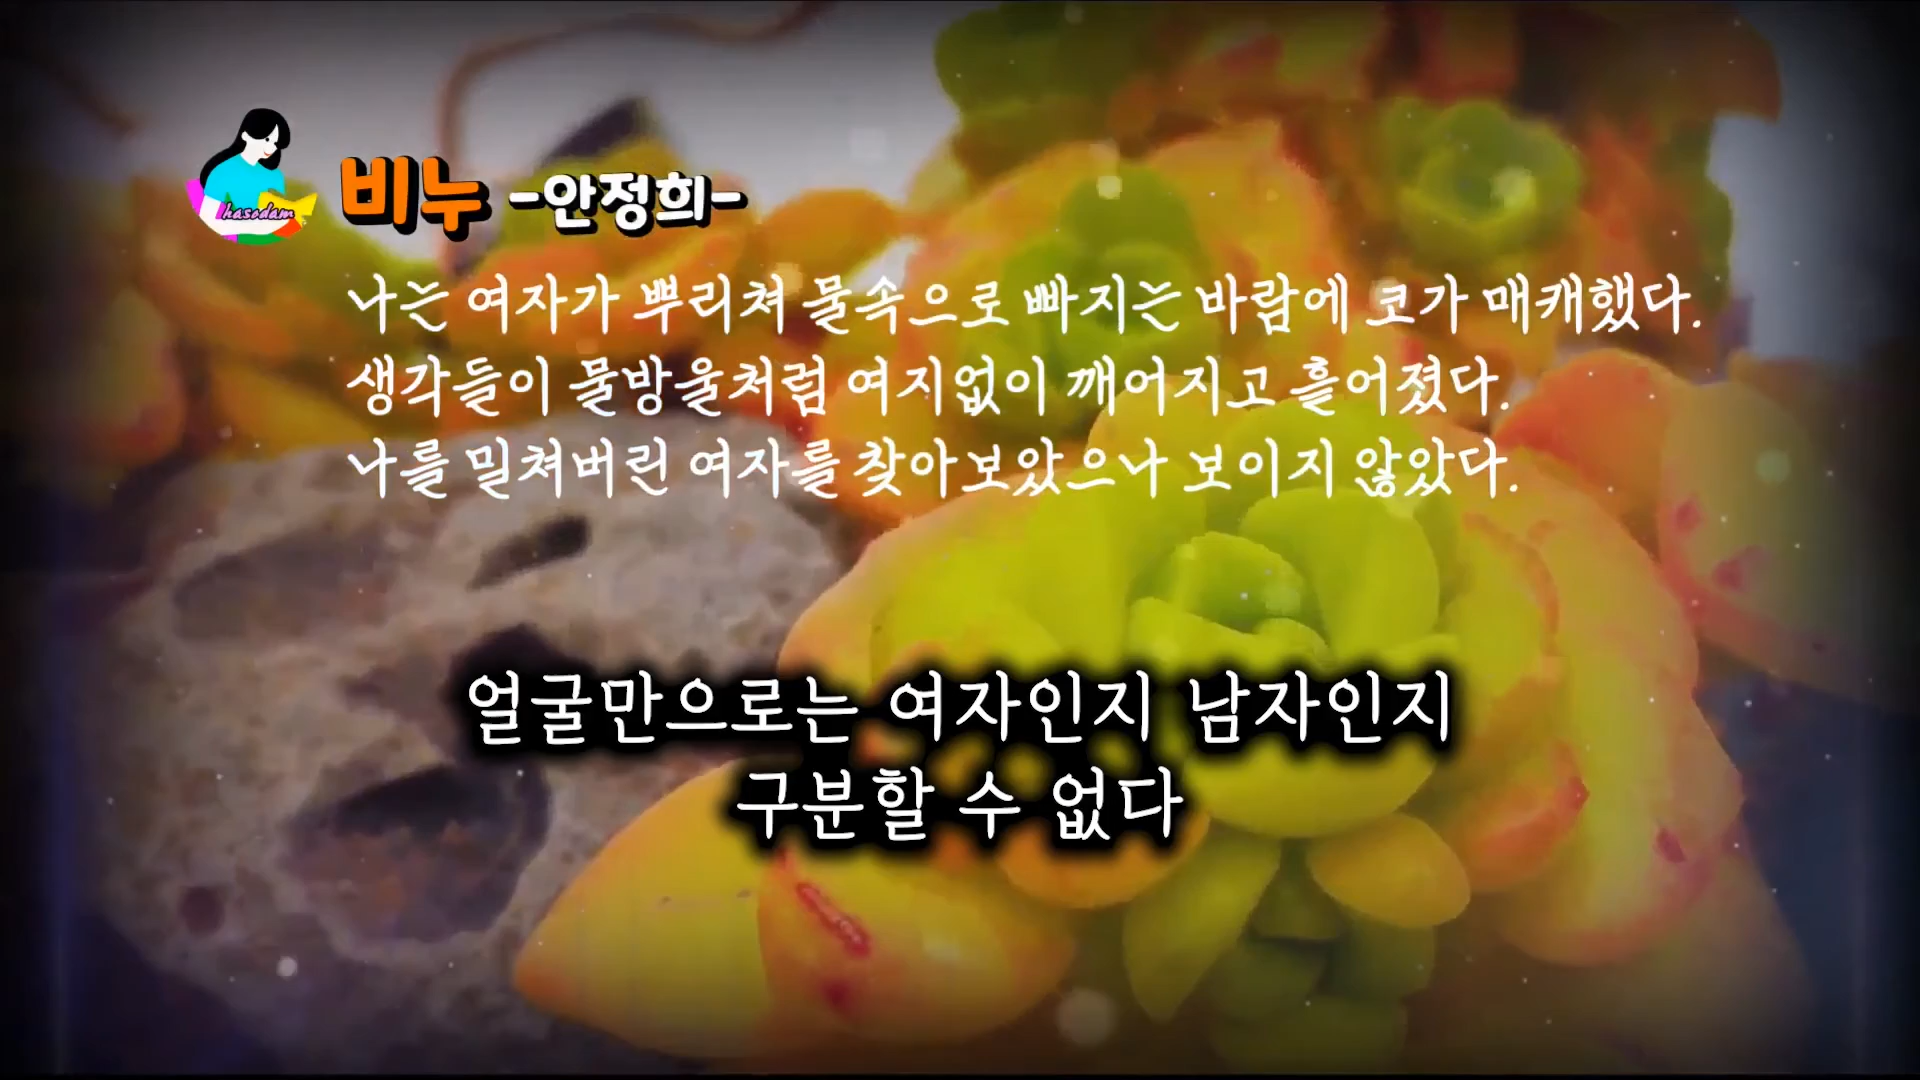 hasodam
비누 -안정희-
나는 여자가 뿌리쳐 물속으로 빠지는 바람에 코가 매캐했다.
생각들이 물방울처럼 여지없이 깨어지고 흩어졌다.
나를 밀쳐버린 여자를 찾아보았으나 보이지 않았다.
얼굴만으로는 여자인지 남자인지
구분할 수 없다